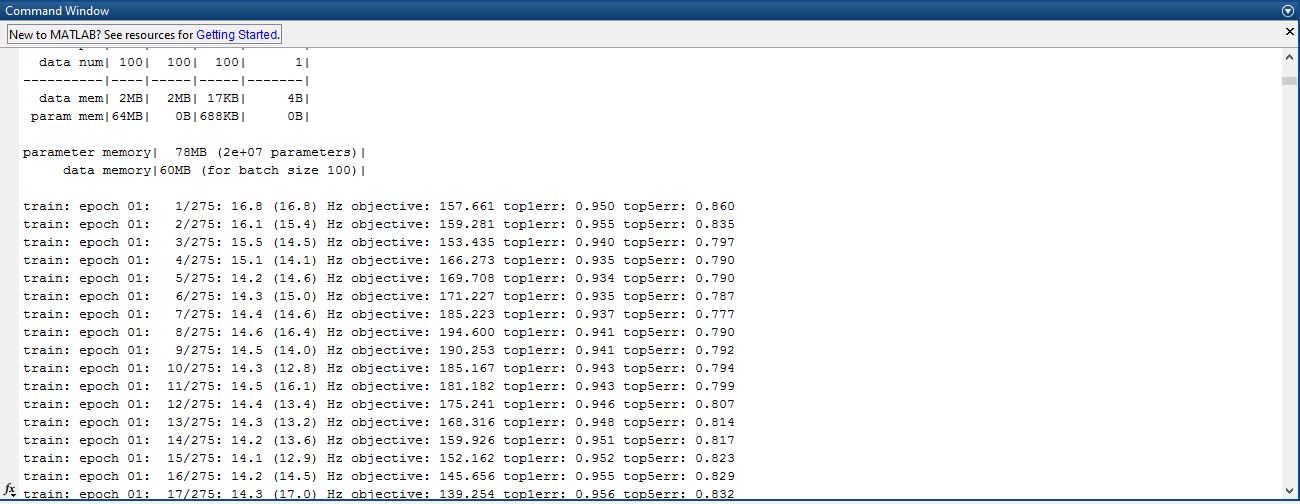 Command Window
New to MATLAB? See resources for Getting Started.
data num| 100| 100| 100| 1|
----------|----|-----|-----|-------|
data mem| 2MB| 2MB| 17KB| 4B|
param mem|64MB| 0B|688KB| 0B|
parameter memory| 78MB (2e+07 parameters)|
data memory|60MB (for batch size 100)|
train: epoch 01: 1/275: 16.8 (16.8) Hz objective: 157.661 top1err: 0.950 top5err: 0.860
train: epoch 01: 2/275: 16.1 (15.4) Hz objective: 159.281 top1err: 0.955 top5err: 0.835
train: epoch 01: 3/275: 15.5 (14.5) Hz objective: 153.435 top1err: 0.940 top5err: 0.797
train: epoch 01: 4/275: 15.1 (14.1) Hz objective: 166.273 top1err: 0.935 top5err: 0.790
train: epoch 01: 5/275: 14.2 (14.6) Hz objective: 169.708 top1err: 0.934 top5err: 0.790
train: epoch 01: 6/275: 14.3 (15.0) Hz objective: 171.227 top1err: 0.935 top5err: 0.787
train: epoch 01: 7/275: 14.4 (14.6) Hz objective: 185.223 top1err: 0.937 top5err: 0.777
train: epoch 01: 8/275: 14.6 (16.4) Hz objective: 194.600 top1err: 0.941 top5err: 0.790
train: epoch 01: 9/275: 14.5 (14.0) Hz objective: 190.253 top1err: 0.941 top5err: 0.792
train: epoch 01: 10/275: 14.3 (12.8) Hz objective: 185.167 top1err: 0.943 top5err: 0.794
train: epoch 01: 11/275: 14.5 (16.1) Hz objective: 181.182 top1err: 0.943 top5err: 0.799
train: epoch 01: 12/275: 14.4 (13.4) Hz objective: 175.241 top1err: 0.946 top5err: 0.807
train: epoch 01: 13/275: 14.3 (13.2) Hz objective: 168.316 top1err: 0.948 top5err: 0.814
train: epoch 01: 14/275: 14.2 (13.6) Hz objective: 159.926 top1err: 0.951 top5err: 0.817
train: epoch 01: 15/275: 14.1 (12.9) Hz objective: 152.162 top1err: 0.952 top5err: 0.823
train: epoch 01: 16/275: 14.2 (14.5) Hz objective: 145.656 top1err: 0.955 top5err: 0.829
fx train: epoch 01: 17/275: 14.3 (17.0) Hz objective: 139.254 top1err: 0.956 top5err: 0.832